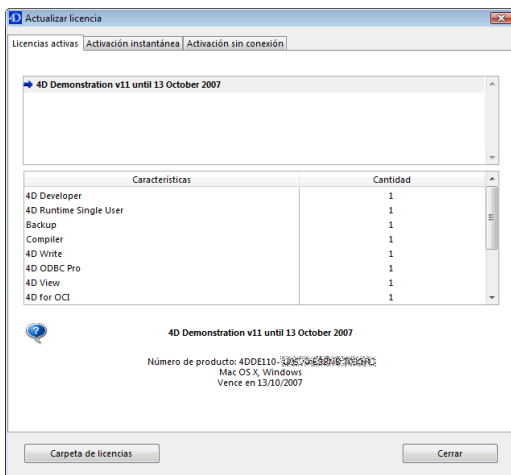 4D Actualizar licencia
Licencias activas Activación instantánea Activación sin conexión
4D Demonstration v11 until 13 October 2007
Características Cantidad
4D Developer 1
4D Runtime Single User 1
Backup 1
Compiler 1
4D Write 1
4D ODBC Pro 1
4D View 1
4D for OCI 1
4D Demonstration v11 until 13 October 2007
Número de producto: 4DDE110-
Mac OS X, Windows
Vence en 13/10/2007
Carpeta de licencias Cerrar